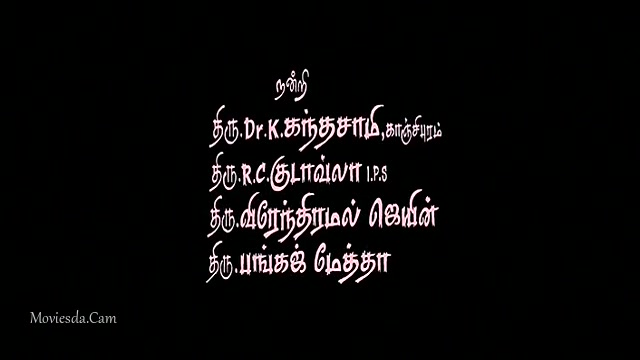 நன்றி
திரு.Dr.K.கந்தசாமி,காஞ்சிபுரம்
திரு.R.C.குடாவ்லா I.P.S
திரு.விரேந்திரமல் ஜெயின்
திரு.பங்கஜ் மேத்தா
Moviesda.Cam